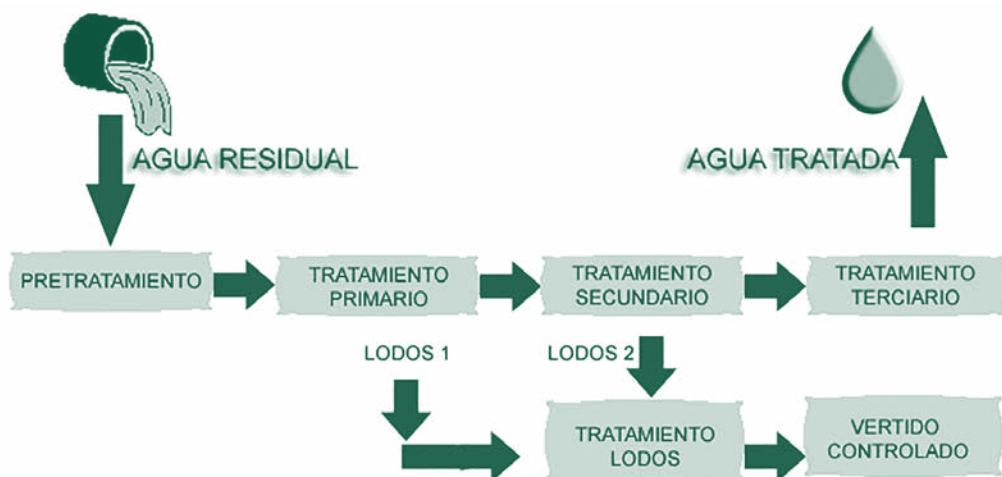 AGUA RESIDUAL
AGUA TRATADA
PRETRATAMIENTO
TRATAMIENTO
PRIMARIO
TRATAMIENTO
SECUNDARIO
TRATAMIENTO
TERCIARIO
LODOS 1
LODOS 2
TRATAMIENTO
LODOS
VERTIDO
CONTROLADO